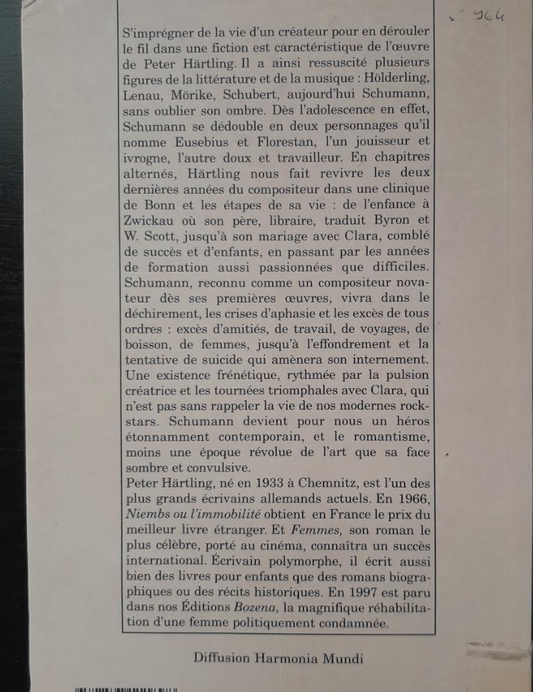 964
S'imprégner de la vie d'un créateur pour en dérouler
le fil dans une fiction est caractéristique de l'œuvre
de Peter Härtling. Il a ainsi ressuscité plusieurs
figures de la littérature et de la musique : Hölderling,
Lenau, Mörike, Schubert, aujourd'hui Schumann,
sans oublier son ombre. Dès l'adolescence en effet,
Schumann se dédouble en deux personnages qu'il
nomme Eusebius et Florestan, l'un jouisseur et
ivrogne, l'autre doux et travailleur. En chapitres
alternés, Härtling nous fait revivre les deux
dernières années du compositeur dans une clinique
de Bonn et les étapes de sa vie : de l'enfance à
Zwickau où son père, libraire, traduit Byron et
W. Scott, jusqu'à son mariage avec Clara, comblé
de succès et d'enfants, en passant par les années
de formation aussi passionnées que difficiles.
Schumann, reconnu comme un compositeur nova-
teur dès ses premières œuvres, vivra dans le
déchirement, les crises d'aphasie et les excès de tous
ordres : excès d'amitiés, de travail, de voyages, de
boisson, de femmes, jusqu'à l'effondrement et la
tentative de suicide qui amènera son internement.
Une existence frénétique, rythmée par la pulsion
créatrice et les tournées triomphales avec Clara, qui
n'est pas sans rappeler la vie de nos modernes rock-
stars. Schumann devient pour nous un héros
étonnamment contemporain, et le romantisme,
moins une époque révolue de l'art que sa face
sombre et convulsive.
Peter Härtling, né en 1933 à Chemnitz, est l'un des
plus grands écrivains allemands actuels. En 1966,
Niembs ou l'immobilité obtient en France le prix du
meilleur livre étranger. Et Femmes, son roman le
plus célèbre, porté au cinéma, connaîtra un succès
international. Écrivain polymorphe, il écrit aussi
bien des livres pour enfants que des romans biogra-
phiques ou des récits historiques. En 1997 est paru
dans nos Éditions Bozena, la magnifique réhabilita-
tion d'une femme politiquement condamnée.
Diffusion Harmonia Mundi